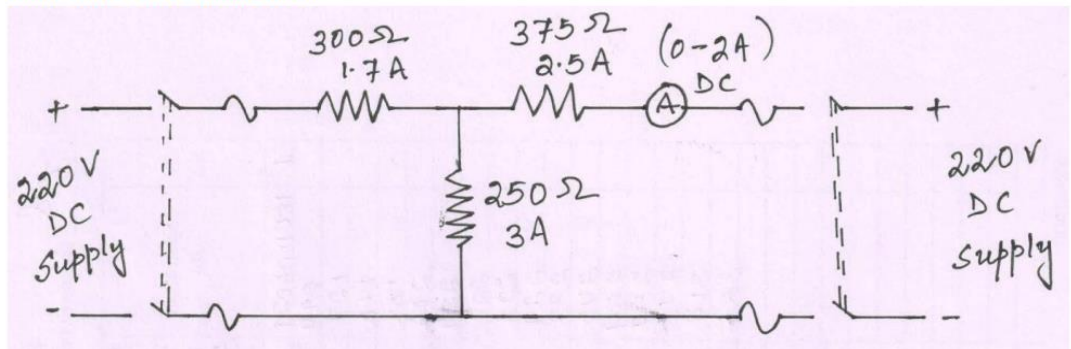 300Ω
1.7A
375Ω
2.5A
(0-2A)
DC
A
+
+
220V
DC
Supply
250Ω
3A
220V
DC
Supply
-
-